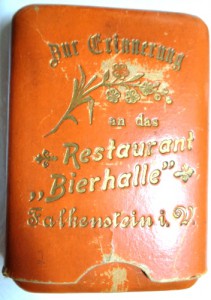 Zur Erinnerung
an das
Restaurant
„Bierhalle"
Falkenstein i. V.